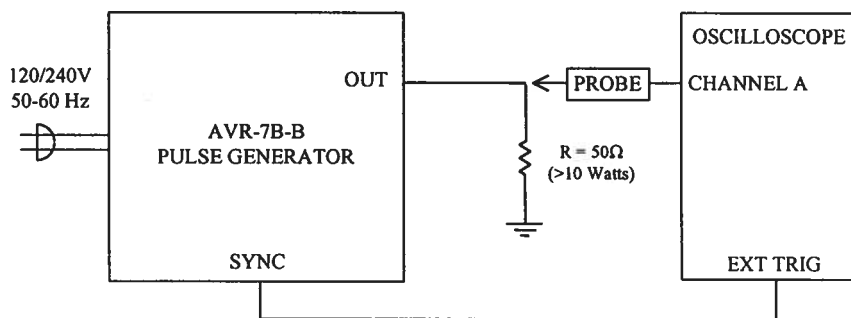 OSCILLOSCOPE
120/240V
50-60 Hz
OUT
PROBE
CHANNEL A
AVR-7B-B
PULSE GENERATOR
R = 50Ω
(>10 Watts)
SYNC
EXT TRIG